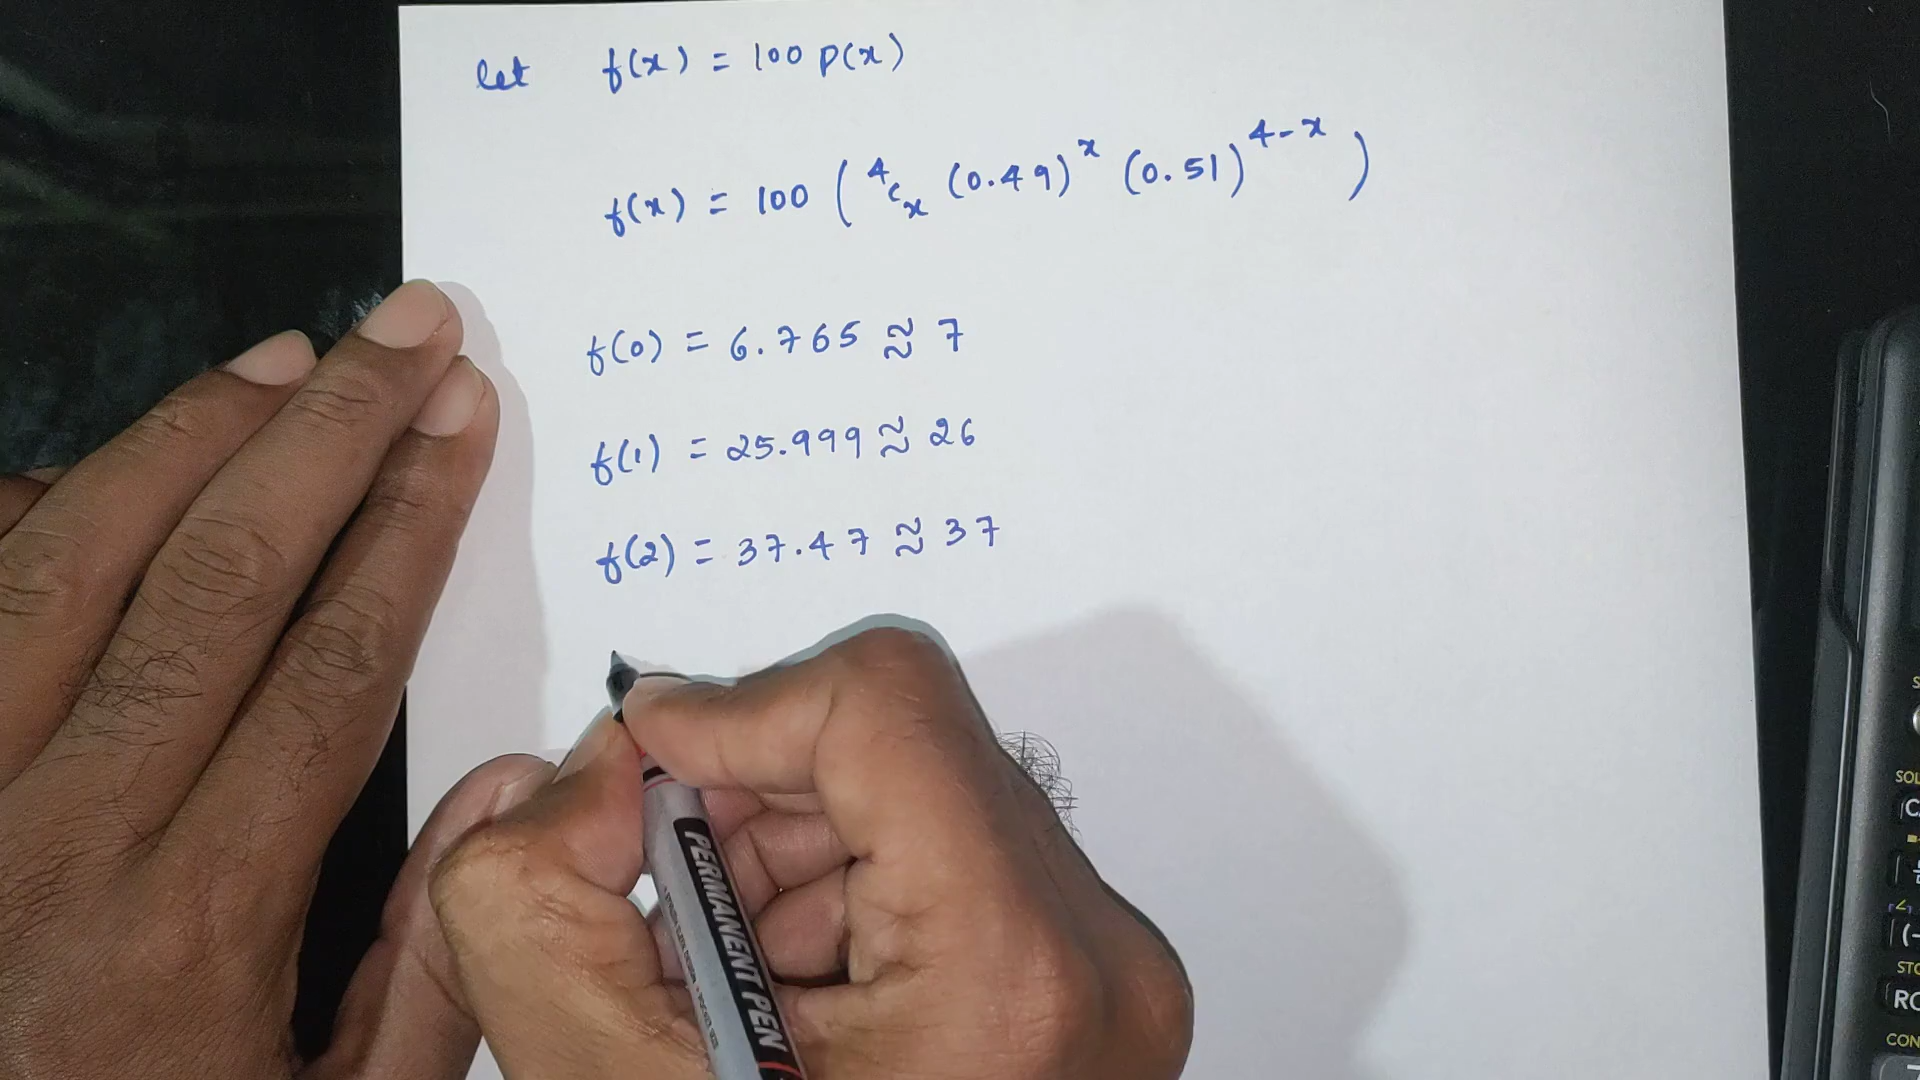 let f(x) = 100 P(x)
f(x) = 100 ( ⁴Cₓ (0.49)ˣ (0.51)⁴⁻ˣ )
f(0) = 6.765 ≈ 7
f(1) = 25.999 ≈ 26
f(2) = 37.47 ≈ 37
PERMANENT PEN